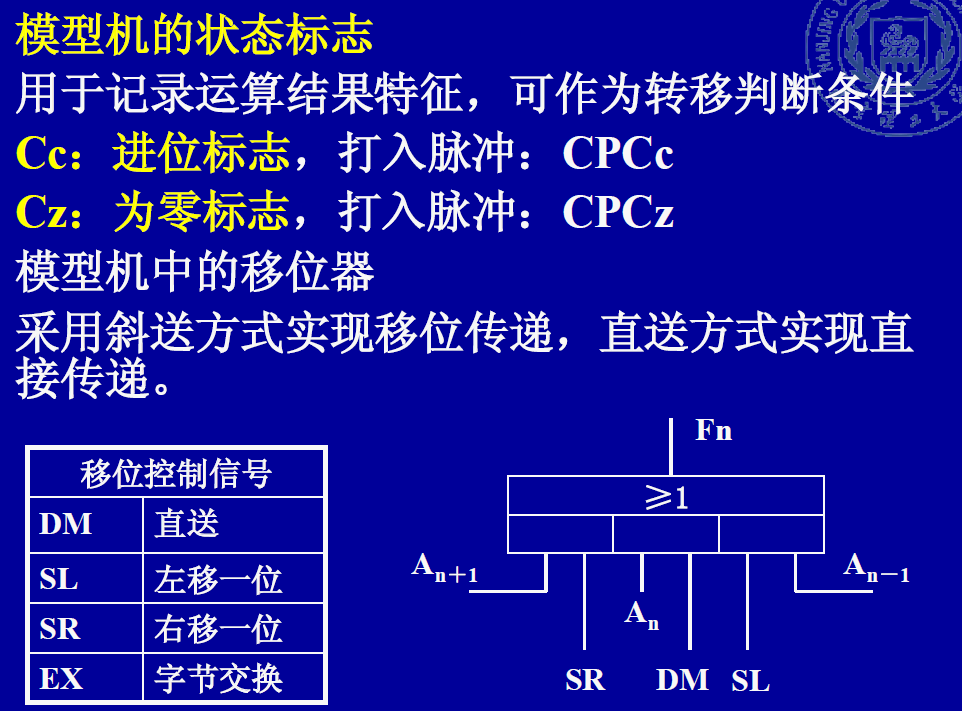 模型机的状态标志
用于记录运算结果特征，可作为转移判断条件
Cc：进位标志，打入脉冲：CPCc
Cz：为零标志，打入脉冲：CPCz
模型机中的移位器
采用斜送方式实现移位传递，直送方式实现直
接传递。
移位控制信号
DM 直送
SL 左移一位
SR 右移一位
EX 字节交换
Fn
≥1
An+1
An
An-1
SR DM SL